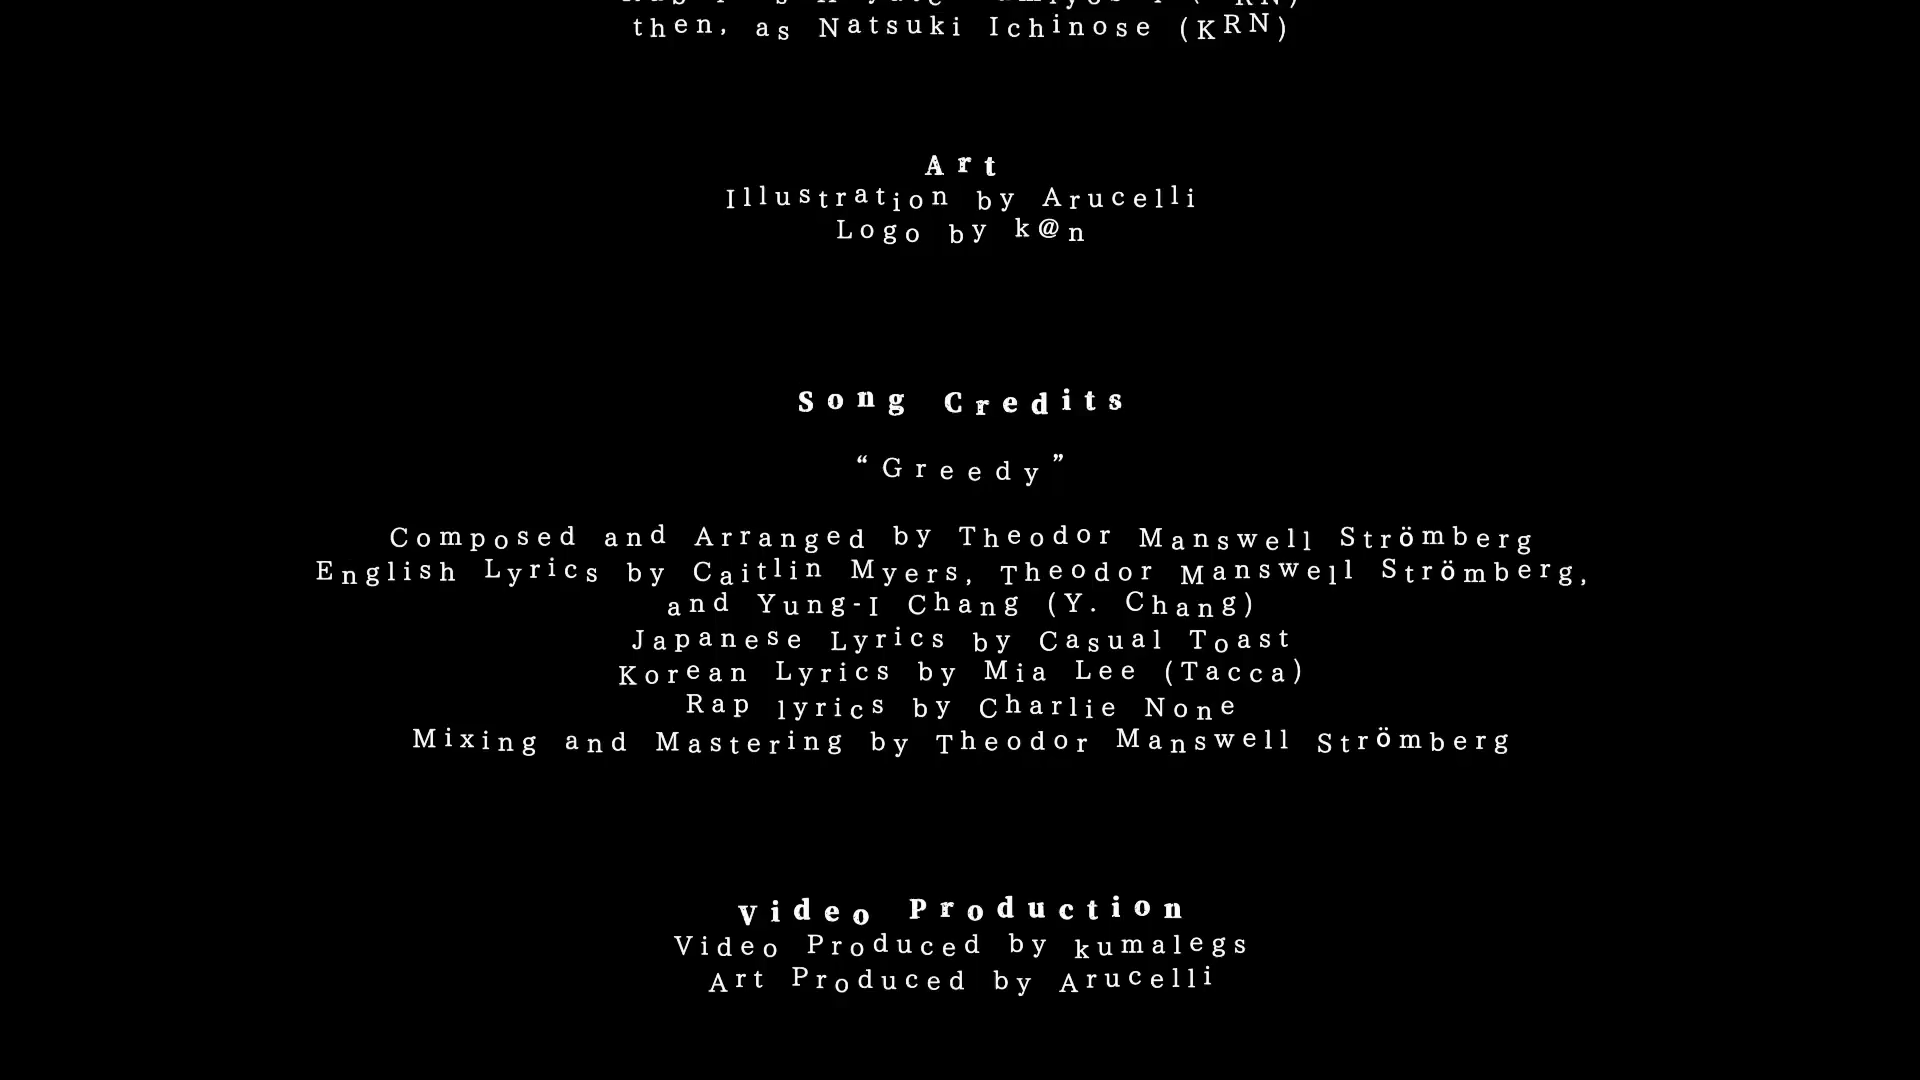 then, as Natsuki Ichinose (KRN)
Art
Illustration by Arucelli
Logo by k@n
Song Credits
“Greedy”
Composed and Arranged by Theodor Manswell Strömberg
English Lyrics by Caitlin Myers, Theodor Manswell Strömberg,
and Yung-I Chang (Y. Chang)
Japanese Lyrics by Casual Toast
Korean Lyrics by Mia Lee (Tacca)
Rap lyrics by Charlie None
Mixing and Mastering by Theodor Manswell Strömberg
Video Production
Video Produced by kumalegs
Art Produced by Arucelli